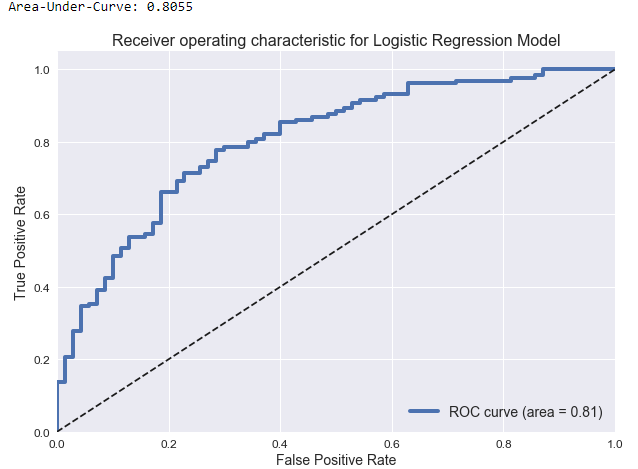 Area-Under-Curve: 0.8055
Receiver operating characteristic for Logistic Regression Model
1.0
0.8
0.6
0.4
0.2
0.0
True Positive Rate
ROC curve (area = 0.81)
0.0 0.2 0.4 0.6 0.8 1.0
False Positive Rate